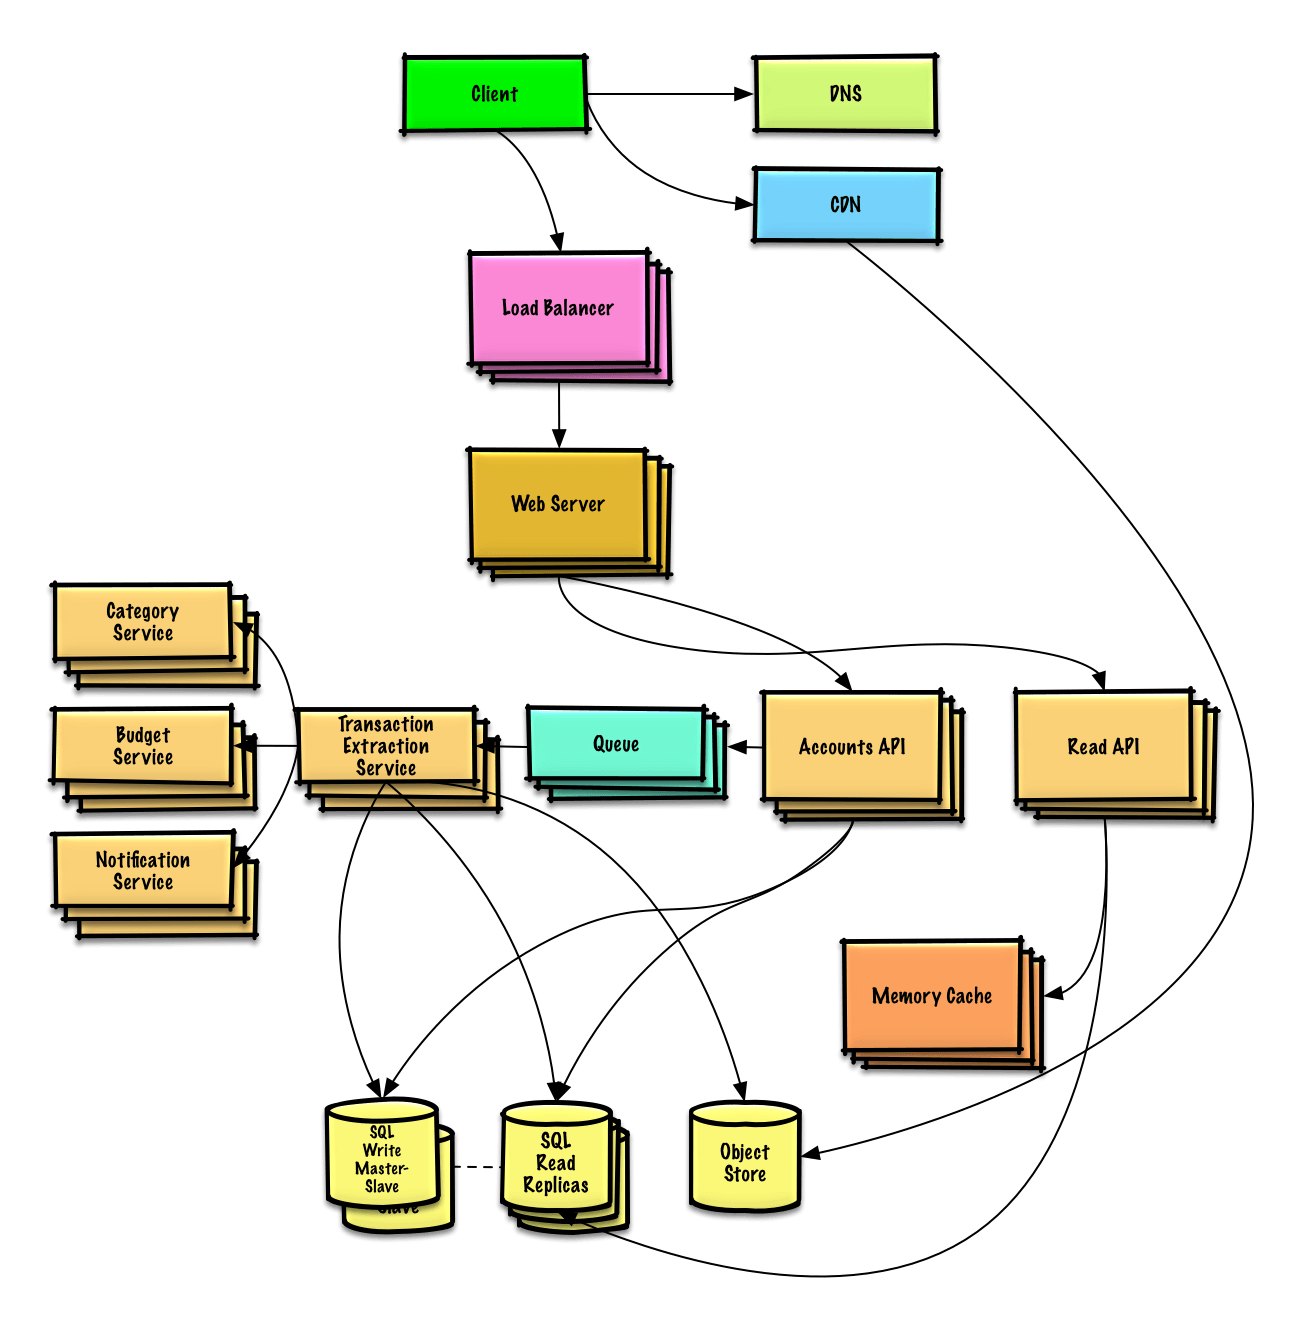 Client
DNS
CDN
Load Balancer
Web Server
Category
Service
Budget
Service
Transaction
Extraction
Service
Queue
Accounts API
Read API
Notification
Service
Memory Cache
SQL
Write
Master-
Slave
Slave
SQL
Read
Replicas
Object
Store